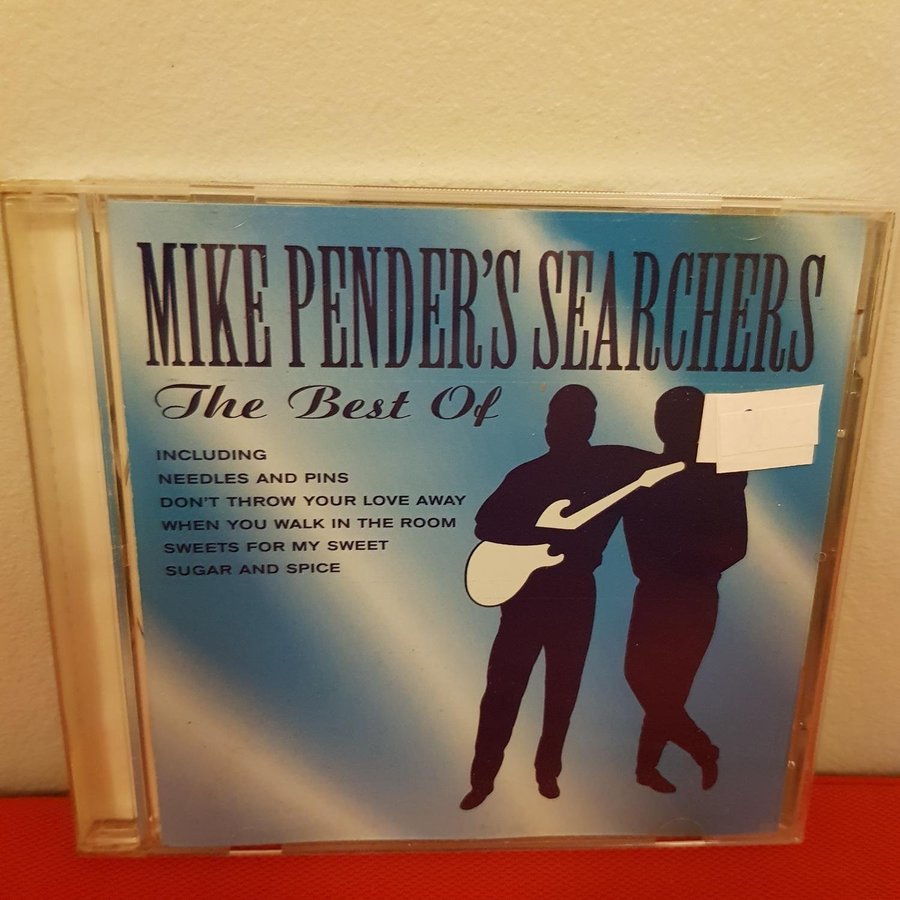 MIKE PENDER'S SEARCHERS
The Best Of
INCLUDING
NEEDLES AND PINS
DON'T THROW YOUR LOVE AWAY
WHEN YOU WALK IN THE ROOM
SWEETS FOR MY SWEET
SUGAR AND SPICE